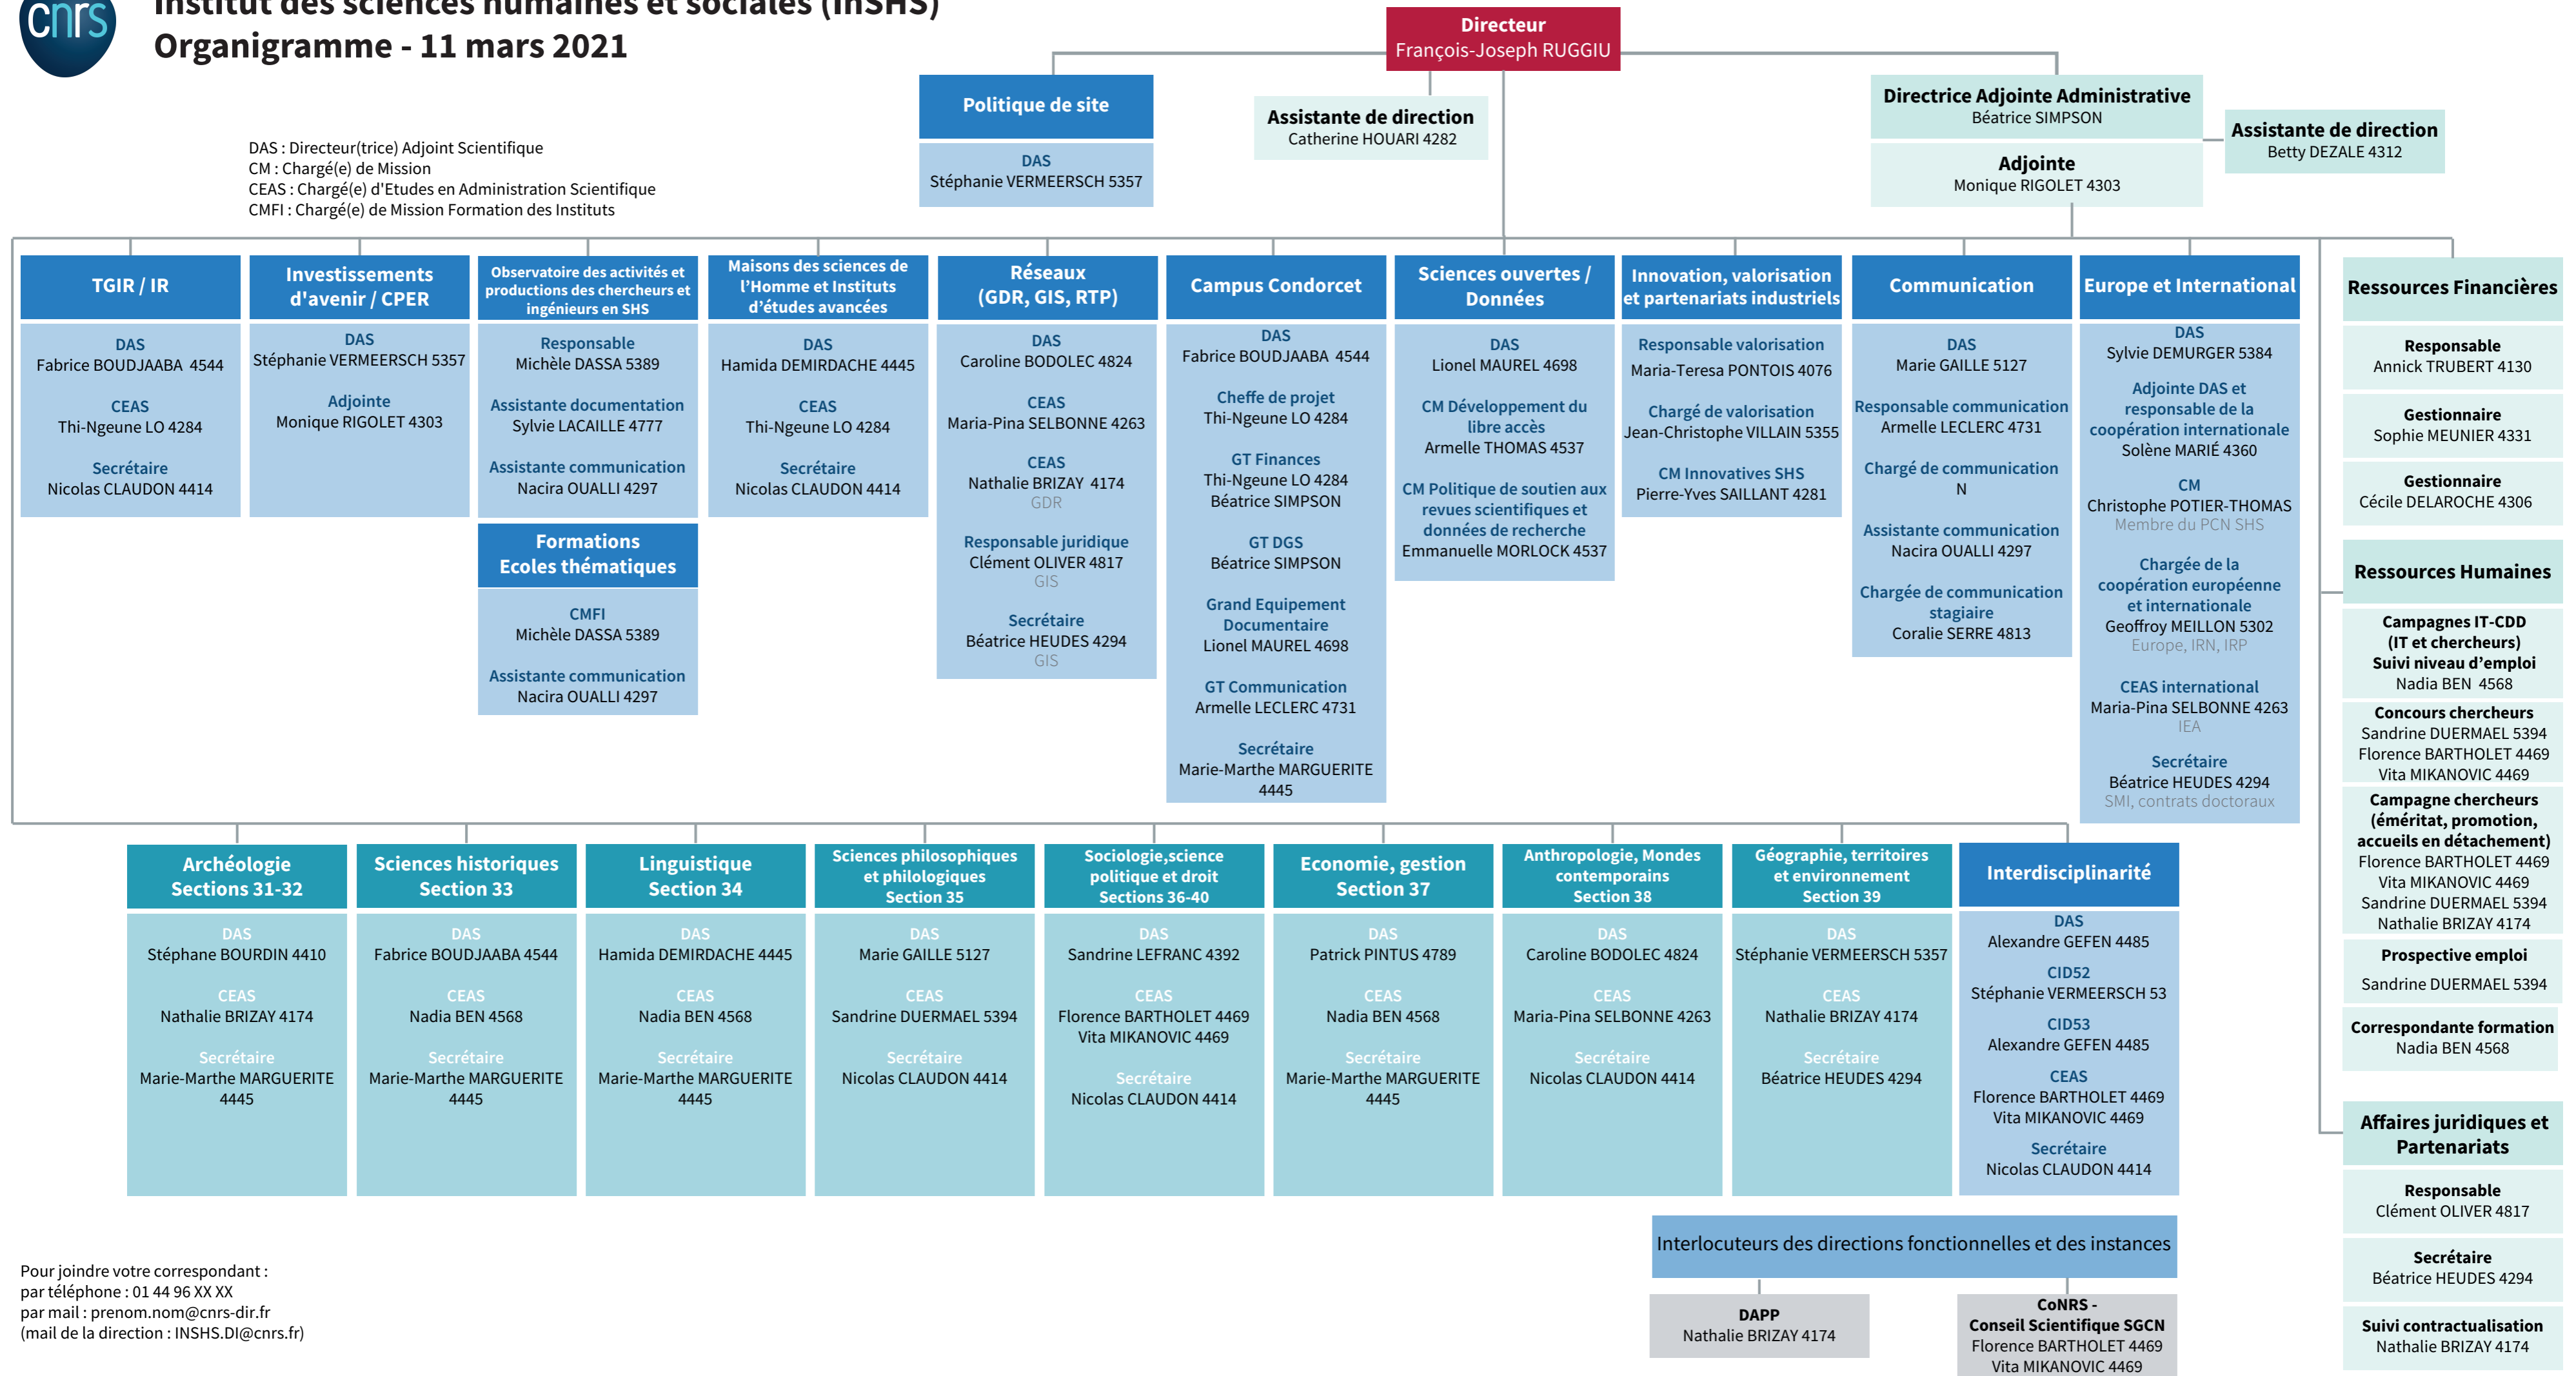 cnrs
Institut des sciences humaines et sociales (InSHS)
Organigramme - 11 mars 2021
DAS : Directeur(trice) Adjoint Scientifique
CM : Chargé(e) de Mission
CEAS : Chargé(e) d'Etudes en Administration Scientifique
CMFI : Chargé(e) de Mission Formation des Instituts
Directeur
François-Joseph RUGGIU
Politique de site
DAS
Stéphanie VERMEERSCH 5357
Assistante de direction
Catherine HOUARI 4282
Directrice Adjointe Administrative
Béatrice SIMPSON
Adjointe
Monique RIGOLET 4303
Assistante de direction
Betty DEZALE 4312
TGIR / IR
DAS
Fabrice BOUDJAABA 4544
CEAS
Thi-Ngeune LO 4284
Secrétaire
Nicolas CLAUDON 4414
Investissements
d'avenir / CPER
DAS
Stéphanie VERMEERSCH 5357
Adjointe
Monique RIGOLET 4303
Observatoire des activités et
productions des chercheurs et
ingénieurs en SHS
Responsable
Michèle DASSA 5389
Assistante documentation
Sylvie LACAILLE 4777
Assistante communication
Nacira OUALLI 4297
Formations
Ecoles thématiques
CMFI
Michèle DASSA 5389
Assistante communication
Nacira OUALLI 4297
Maisons des sciences de
l'Homme et Instituts
d'études avancées
DAS
Hamida DEMIRDACHE 4445
CEAS
Thi-Ngeune LO 4284
Secrétaire
Nicolas CLAUDON 4414
Réseaux
(GDR, GIS, RTP)
DAS
Caroline BODOLEC 4824
CEAS
Maria-Pina SELBONNE 4263
CEAS
Nathalie BRIZAY 4174
GDR
Responsable juridique
Clément OLIVER 4817
GIS
Secrétaire
Béatrice HEUDES 4294
GIS
Campus Condorcet
DAS
Fabrice BOUDJAABA 4544
Cheffe de projet
Thi-Ngeune LO 4284
GT Finances
Thi-Ngeune LO 4284
Béatrice SIMPSON
GT DGS
Béatrice SIMPSON
Grand Equipement
Documentaire
Lionel MAUREL 4698
GT Communication
Armelle LECLERC 4731
Secrétaire
Marie-Marthe MARGUERITE
4445
Sciences ouvertes /
Données
DAS
Lionel MAUREL 4698
CM Développement du
libre accès
Armelle THOMAS 4537
CM Politique de soutien aux
revues scientifiques et
données de recherche
Emmanuelle MORLOCK 4537
Innovation, valorisation
et partenariats industriels
Responsable valorisation
Maria-Teresa PONTOIS 4076
Chargé de valorisation
Jean-Christophe VILLAIN 5355
CM Innovatives SHS
Pierre-Yves SAILLANT 4281
Communication
DAS
Marie GAILLE 5127
Responsable communication
Armelle LECLERC 4731
Chargé de communication
N
Assistante communication
Nacira OUALLI 4297
Chargée de communication
stagiaire
Coralie SERRE 4813
Europe et International
DAS
Sylvie DEMURGER 5384
Adjointe DAS et
responsable de la
coopération internationale
Solène MARIÉ 4360
CM
Christophe POTIER-THOMAS
Membre du PCN SHS
Chargée de la
coopération européenne
et internationale
Geoffroy MEILLON 5302
Europe, IRN, IRP
CEAS international
Maria-Pina SELBONNE 4263
IEA
Secrétaire
Béatrice HEUDES 4294
SMI, contrats doctoraux
Ressources Financières
Responsable
Annick TRUBERT 4130
Gestionnaire
Sophie MEUNIER 4331
Gestionnaire
Cécile DELAROCHE 4306
Ressources Humaines
Campagnes IT-CDD
(IT et chercheurs)
Suivi niveau d'emploi
Nadia BEN 4568
Concours chercheurs
Sandrine DUERMAEL 5394
Florence BARTHOLET 4469
Vita MIKANOVIC 4469
Campagne chercheurs
(éméritat, promotion,
accueils en détachement)
Florence BARTHOLET 4469
Vita MIKANOVIC 4469
Sandrine DUERMAEL 5394
Nathalie BRIZAY 4174
Prospective emploi
Sandrine DUERMAEL 5394
Correspondante formation
Nadia BEN 4568
Affaires juridiques et
Partenariats
Responsable
Clément OLIVER 4817
Secrétaire
Béatrice HEUDES 4294
Suivi contractualisation
Nathalie BRIZAY 4174
Archéologie
Sections 31-32
DAS
Stéphane BOURDIN 4410
CEAS
Nathalie BRIZAY 4174
Secrétaire
Marie-Marthe MARGUERITE
4445
Sciences historiques
Section 33
DAS
Fabrice BOUDJAABA 4544
CEAS
Nadia BEN 4568
Secrétaire
Marie-Marthe MARGUERITE
4445
Linguistique
Section 34
DAS
Hamida DEMIRDACHE 4445
CEAS
Nadia BEN 4568
Secrétaire
Marie-Marthe MARGUERITE
4445
Sciences philosophiques
et philologiques
Section 35
DAS
Marie GAILLE 5127
CEAS
Sandrine DUERMAEL 5394
Secrétaire
Nicolas CLAUDON 4414
Sociologie,science
politique et droit
Sections 36-40
DAS
Sandrine LEFRANC 4392
CEAS
Florence BARTHOLET 4469
Vita MIKANOVIC 4469
Secrétaire
Nicolas CLAUDON 4414
Economie, gestion
Section 37
DAS
Patrick PINTUS 4789
CEAS
Nadia BEN 4568
Secrétaire
Marie-Marthe MARGUERITE
4445
Anthropologie, Mondes
contemporains
Section 38
DAS
Caroline BODOLEC 4824
CEAS
Maria-Pina SELBONNE 4263
Secrétaire
Nicolas CLAUDON 4414
Géographie, territoires
et environnement
Section 39
DAS
Stéphanie VERMEERSCH 5357
CEAS
Nathalie BRIZAY 4174
Secrétaire
Béatrice HEUDES 4294
Interdisciplinarité
DAS
Alexandre GEFEN 4485
CID52
Stéphanie VERMEERSCH 53
CID53
Alexandre GEFEN 4485
CEAS
Florence BARTHOLET 4469
Vita MIKANOVIC 4469
Secrétaire
Nicolas CLAUDON 4414
Interlocuteurs des directions fonctionnelles et des instances
DAPP
Nathalie BRIZAY 4174
CoNRS -
Conseil Scientifique SGCN
Florence BARTHOLET 4469
Vita MIKANOVIC 4469
Pour joindre votre correspondant :
par téléphone : 01 44 96 XX XX
par mail : prenom.nom@cnrs-dir.fr
(mail de la direction : INSHS.DI@cnrs.fr)